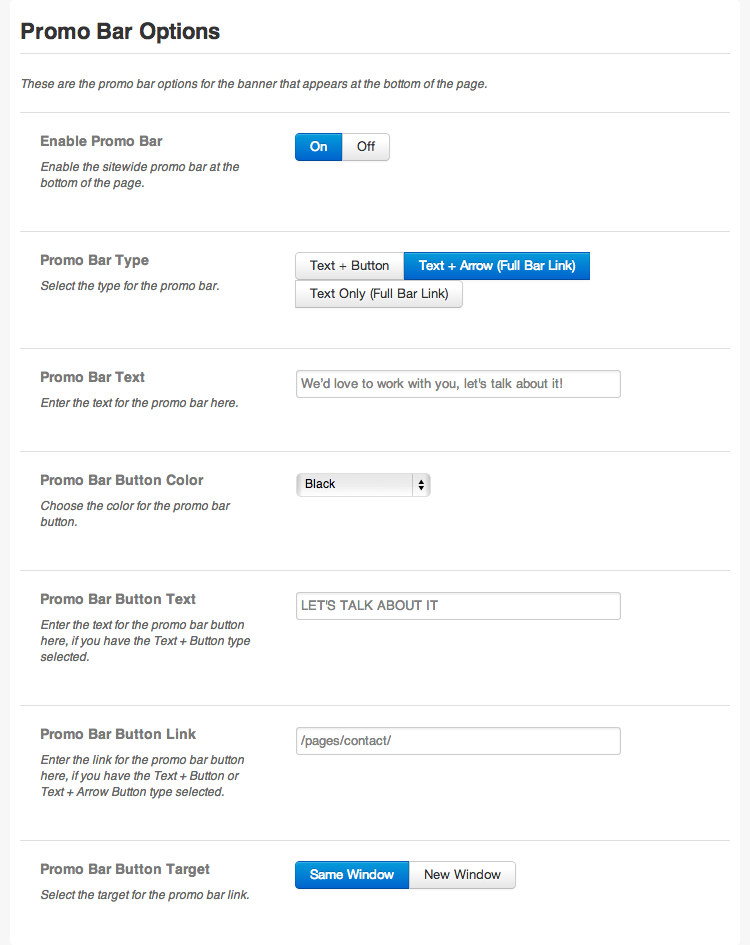 Promo Bar Options
These are the promo bar options for the banner that appears at the bottom of the page.
Enable Promo Bar
Enable the sitewide promo bar at the
bottom of the page.
On Off
Promo Bar Type
Select the type for the promo bar.
Text + Button Text + Arrow (Full Bar Link)
Text Only (Full Bar Link)
Promo Bar Text
Enter the text for the promo bar here.
We'd love to work with you, let's talk about it!
Promo Bar Button Color
Choose the color for the promo bar
button.
Black
Promo Bar Button Text
Enter the text for the promo bar button
here, if you have the Text + Button type
selected.
LET'S TALK ABOUT IT
Promo Bar Button Link
Enter the link for the promo bar button
here, if you have the Text + Button or
Text + Arrow Button type selected.
/pages/contact/
Promo Bar Button Target
Select the target for the promo bar link.
Same Window New Window